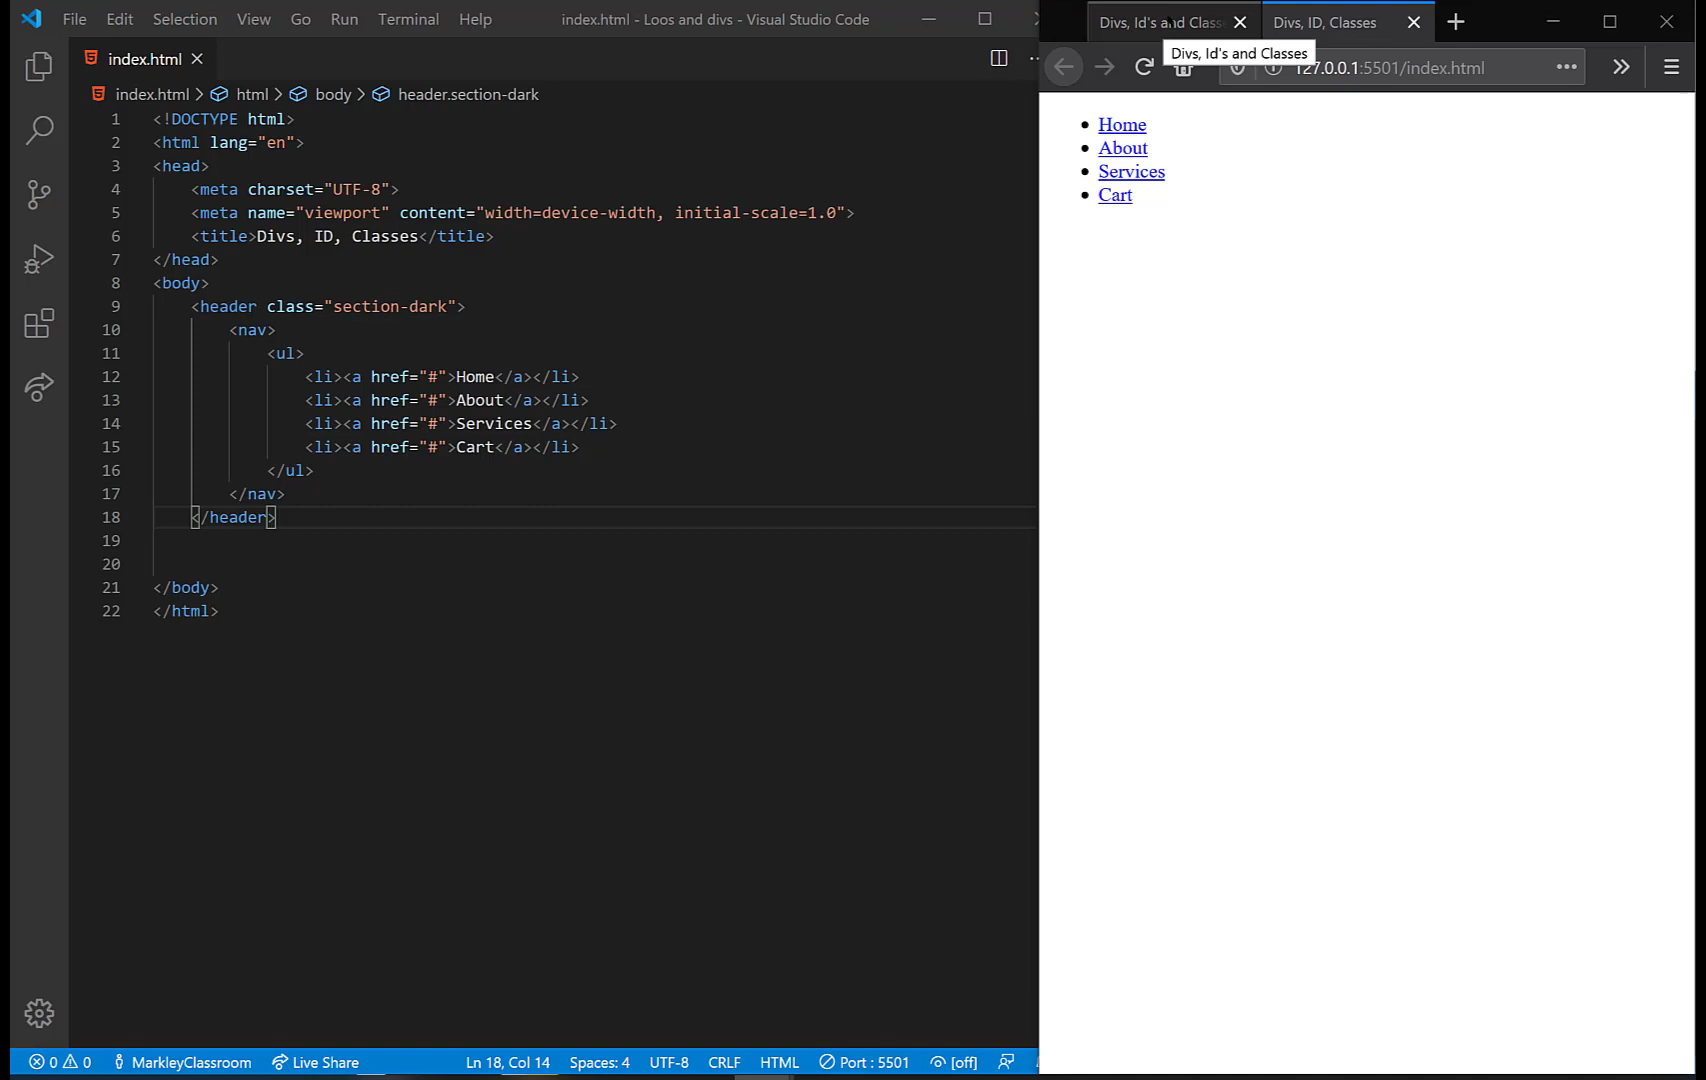 File Edit Selection View Go Run Terminal Help index.html - Loos and divs - Visual Studio Code
Divs, Id's and Class Divs, ID, Classes
Divs, Id's and Classes
127.0.0.1:5501/index.html
index.html
index.html > html > body > header.section-dark
1 <!DOCTYPE html>
2 <html lang="en">
3 <head>
4 <meta charset="UTF-8">
5 <meta name="viewport" content="width=device-width, initial-scale=1.0">
6 <title>Divs, ID, Classes</title>
7 </head>
8 <body>
9 <header class="section-dark">
10 <nav>
11 <ul>
12 <li><a href="#">Home</a></li>
13 <li><a href="#">About</a></li>
14 <li><a href="#">Services</a></li>
15 <li><a href="#">Cart</a></li>
16 </ul>
17 </nav>
18 </header>
19
20
21 </body>
22 </html>
Home
About
Services
Cart
0 0 MarkleyClassroom Live Share Ln 18, Col 14 Spaces: 4 UTF-8 CRLF HTML Port : 5501 [off]